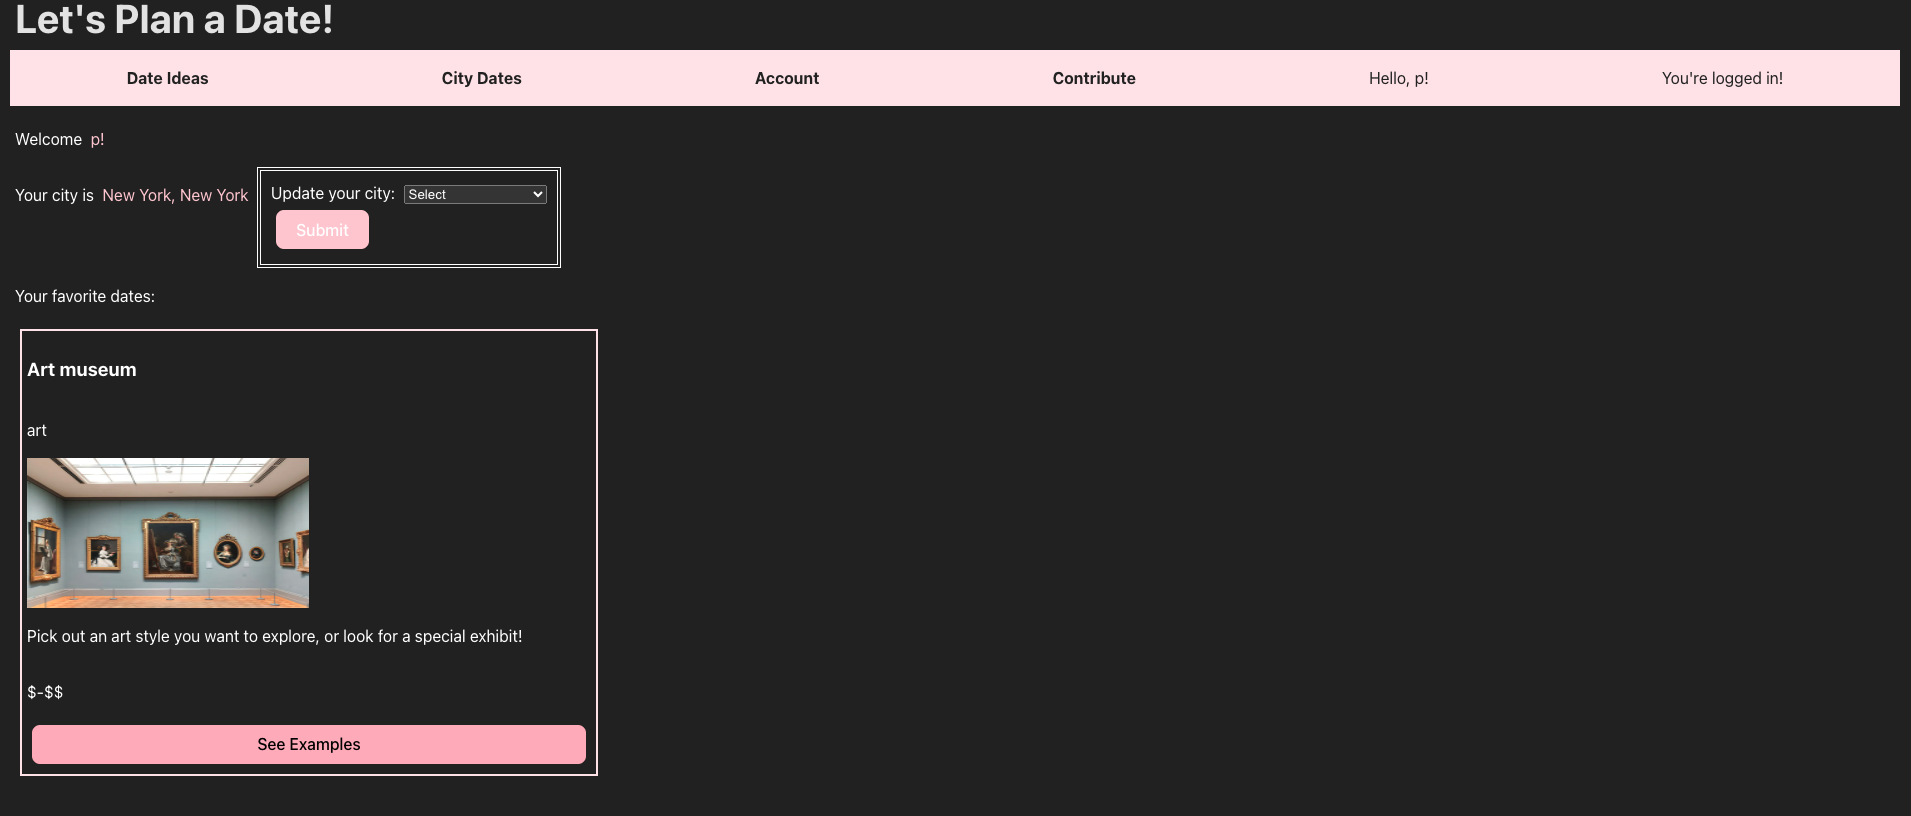 Let's Plan a Date!
Date Ideas City Dates Account Contribute Hello, p! You're logged in!
Welcome p!
Your city is New York, New York
Update your city: Select
Submit
Your favorite dates:
Art museum
art
Pick out an art style you want to explore, or look for a special exhibit!
$-$$
See Examples